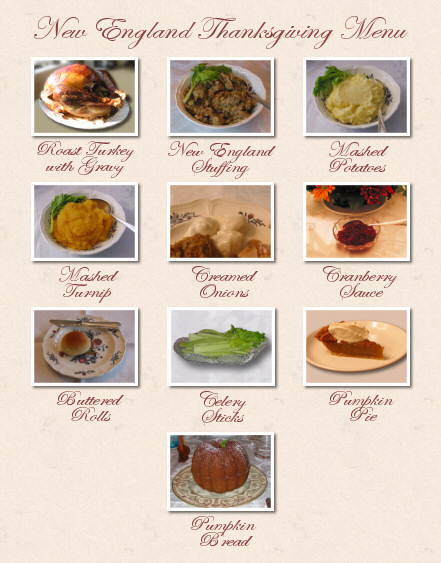 New England Thanksgiving Menu
Roast Turkey
with Gravy
New England
Stuffing
Mashed
Potatoes
Mashed
Turnip
Creamed
Onions
Cranberry
Sauce
Buttered
Rolls
Celery
Sticks
Pumpkin
Pie
Pumpkin
Bread